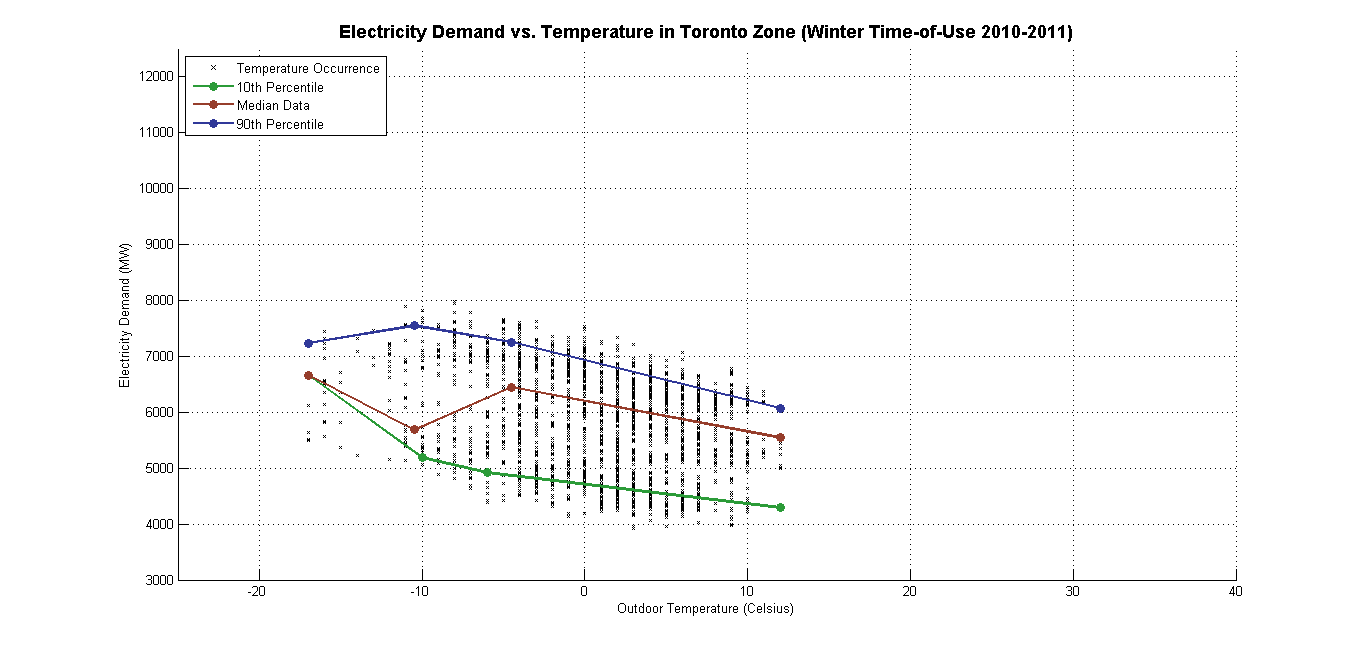 Electricity Demand vs. Temperature in Toronto Zone (Winter Time-of-Use 2010-2011)
Temperature Occurrence
10th Percentile
Median Data
90th Percentile
12000
11000
10000
9000
8000
7000
6000
5000
4000
3000
Electricity Demand (MW)
-20 -10 0 10 20 30 40
Outdoor Temperature (Celsius)